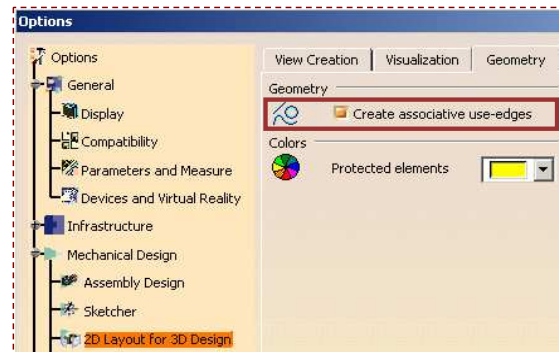 Options
Options
General
Display
Compatibility
Parameters and Measure
Devices and Virtual Reality
Infrastructure
Mechanical Design
Assembly Design
Sketcher
2D Layout for 3D Design
View Creation
Visualization
Geometry
Geometry
Create associative use-edges
Colors
Protected elements